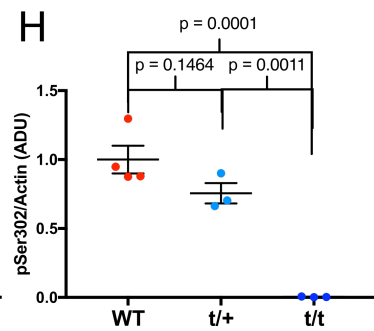 H
p = 0.0001
p = 0.1464 p = 0.0011
pSer302/Actin (ADU)
1.5
1.0
0.5
0.0
WT t/+ t/t